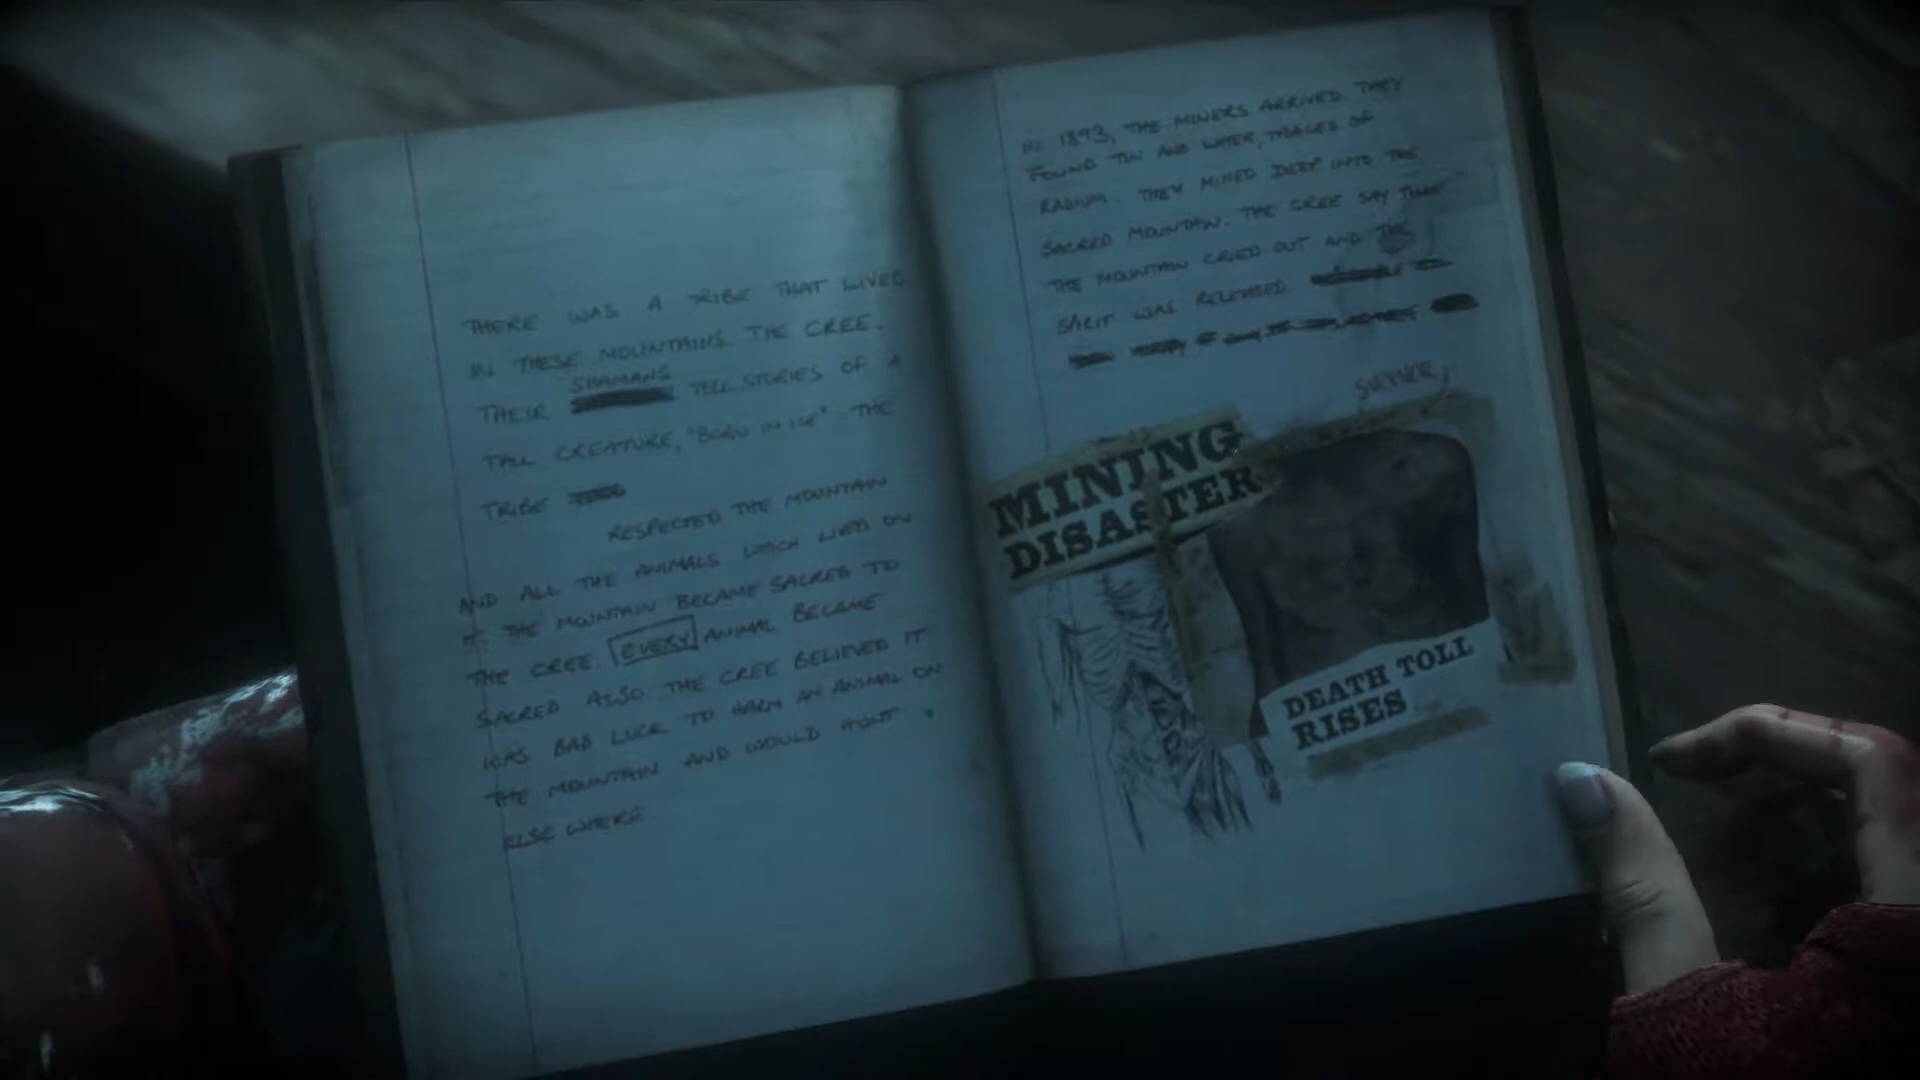 THERE WAS A TRIBE THAT LIVED
IN THESE MOUNTAINS. THE CREE.
SHAMANS
THEIR TELL STORIES OF A
TALL CREATURE, "BORN IN ICE" THE
TRIBE
RESPECTED THE MOUNTAIN
AND ALL THE ANIMALS WHICH LIVED ON
IT. THE MOUNTAIN BECAME SACRED TO
THE CREE. EVERY ANIMAL BECAME
SACRED ALSO THE CREE BELIEVED IT
WAS BAD LUCK TO HARM AN ANIMAL ON
THE MOUNTAIN AND WOULD HUNT
ELSE WHERE.
IN 1893, THE MINERS ARRIVED THEY
FOUND TIN AND LATER, TRACES OF
RADIUM. THEY MINED DEEP INTO THE
SACRED MOUNTAIN. THE CREE SAY THAT
THE MOUNTAIN CRIED OUT AND THE
SPIRIT WAS RELEASED.
MINING
DISASTER
DEATH TOLL
RISES